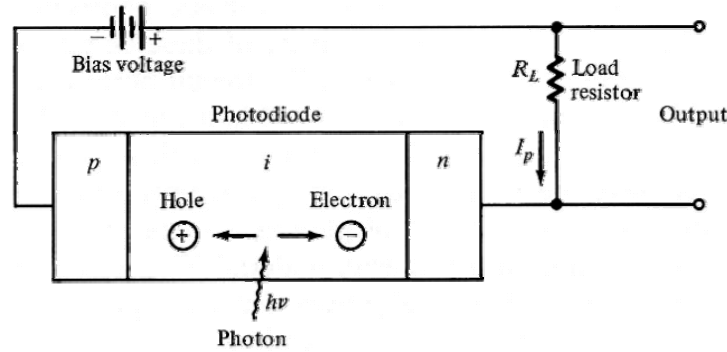 − +
Bias voltage
R_L Load
resistor
Photodiode
Output
I_p
p i n
Hole Electron
+ −
hν
Photon